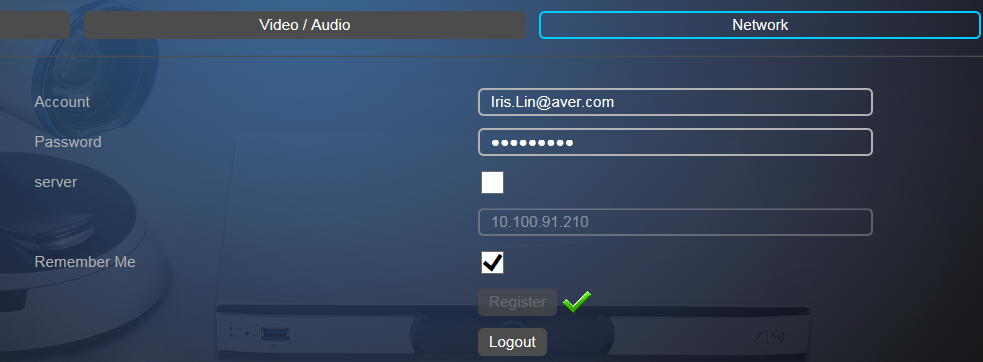 Video / Audio
Network
Account
Iris.Lin@aver.com
Password
server
10.100.91.210
Remember Me
Register
Logout